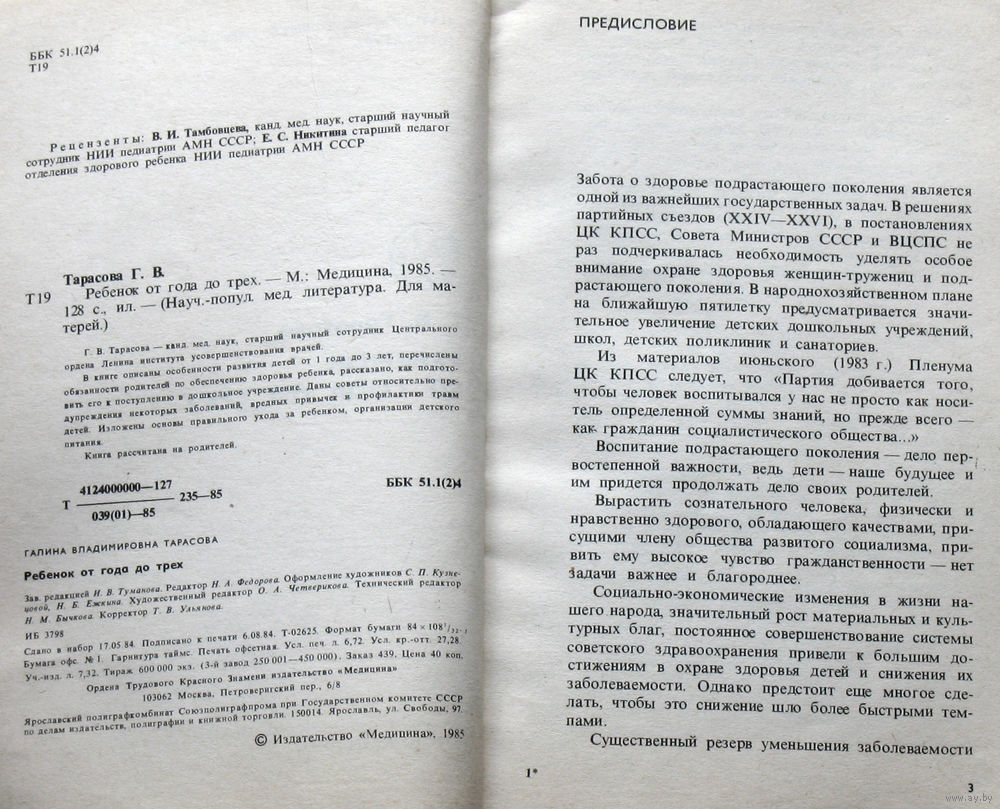 ББК 51.1(2)4
Т19
Рецензенты: В. И. Тамбовцева, канд. мед. наук, старший научный
сотрудник НИИ педиатрии АМН СССР; Е. С. Никитина старший педагог
отделения здорового ребенка НИИ педиатрии АМН СССР
Тарасова Г. В.
Т19 Ребенок от года до трех. — М.: Медицина, 1985. —
128 с., ил. — (Науч.-попул. мед. литература. Для ма-
терей.)
Г. В. Тарасова — канд. мед. наук, старший научный сотрудник Центрального
ордена Ленина института усовершенствования врачей.
В книге описаны особенности развития детей от 1 года до 3 лет, перечислены
обязанности родителей по обеспечению здоровья ребенка, рассказано, как подгото-
вить его к поступлению в дошкольное учреждение. Даны советы относительно пре-
дупреждения некоторых заболеваний, вредных привычек и профилактики травм
детей. Изложены основы правильного ухода за ребенком, организации детского
питания.
Книга рассчитана на родителей.
Т 4124000000—127
039(01)—85
235—85
ББК 51.1(2)4
ГАЛИНА ВЛАДИМИРОВНА ТАРАСОВА
Ребенок от года до трех
Зав. редакцией И. В. Туманова. Редактор Н. А. Федорова. Оформление художников С. П. Кузне-
цовой, Н. Б. Ежкина. Художественный редактор О. А. Четверикова. Технический редактор
Н. М. Бычкова. Корректор Т. В. Ульянова.
ИБ 3798
Сдано в набор 17.05.84. Подписано к печати 6.08.84. Т-02625. Формат бумаги 84×108¹/₃₂.
Бумага офс. №1. Гарнитура таймс. Печать офсетная. Усл. печ. л. 6,72. Усл. кр.-отт. 27,28.
Уч.-изд. л. 7,32. Тираж 600 000 экз. (3-й завод 250 001—450 000). Заказ 439. Цена 40 коп.
Ордена Трудового Красного Знамени издательство «Медицина»
103062 Москва, Петроверигский пер., 6/8
Ярославский полиграфкомбинат Союзполиграфпрома при Государственном комитете СССР
по делам издательств, полиграфии и книжной торговли. 150014. Ярославль, ул. Свободы, 97.
© Издательство «Медицина», 1985
ПРЕДИСЛОВИЕ
Забота о здоровье подрастающего поколения является
одной из важнейших государственных задач. В решениях
партийных съездов (XXIV—XXVI), в постановлениях
ЦК КПСС, Совета Министров СССР и ВЦСПС не
раз подчеркивалась необходимость уделять особое
внимание охране здоровья женщин-тружениц и под-
растающего поколения. В народнохозяйственном плане
на ближайшую пятилетку предусматривается значи-
тельное увеличение детских дошкольных учреждений,
школ, детских поликлиник и санаториев.
Из материалов июньского (1983 г.) Пленума
ЦК КПСС следует, что «Партия добивается того,
чтобы человек воспитывался у нас не просто как носи-
тель определенной суммы знаний, но прежде всего —
как гражданин социалистического общества...»
Воспитание подрастающего поколения — дело пер-
востепенной важности, ведь дети — наше будущее и
им придется продолжать дело своих родителей.
Вырастить сознательного человека, физически и
нравственно здорового, обладающего качествами, при-
сущими члену общества развитого социализма, при-
вить ему высокое чувство гражданственности — нет
задачи важнее и благороднее.
Социально-экономические изменения в жизни на-
шего народа, значительный рост материальных и куль-
турных благ, постоянное совершенствование системы
советского здравоохранения привели к большим до-
стижениям в охране здоровья детей и снижения их
заболеваемости. Однако предстоит еще многое сде-
лать, чтобы это снижение шло более быстрыми тем-
пами.
Существенный резерв уменьшения заболеваемости
1*
3
www.ay.by